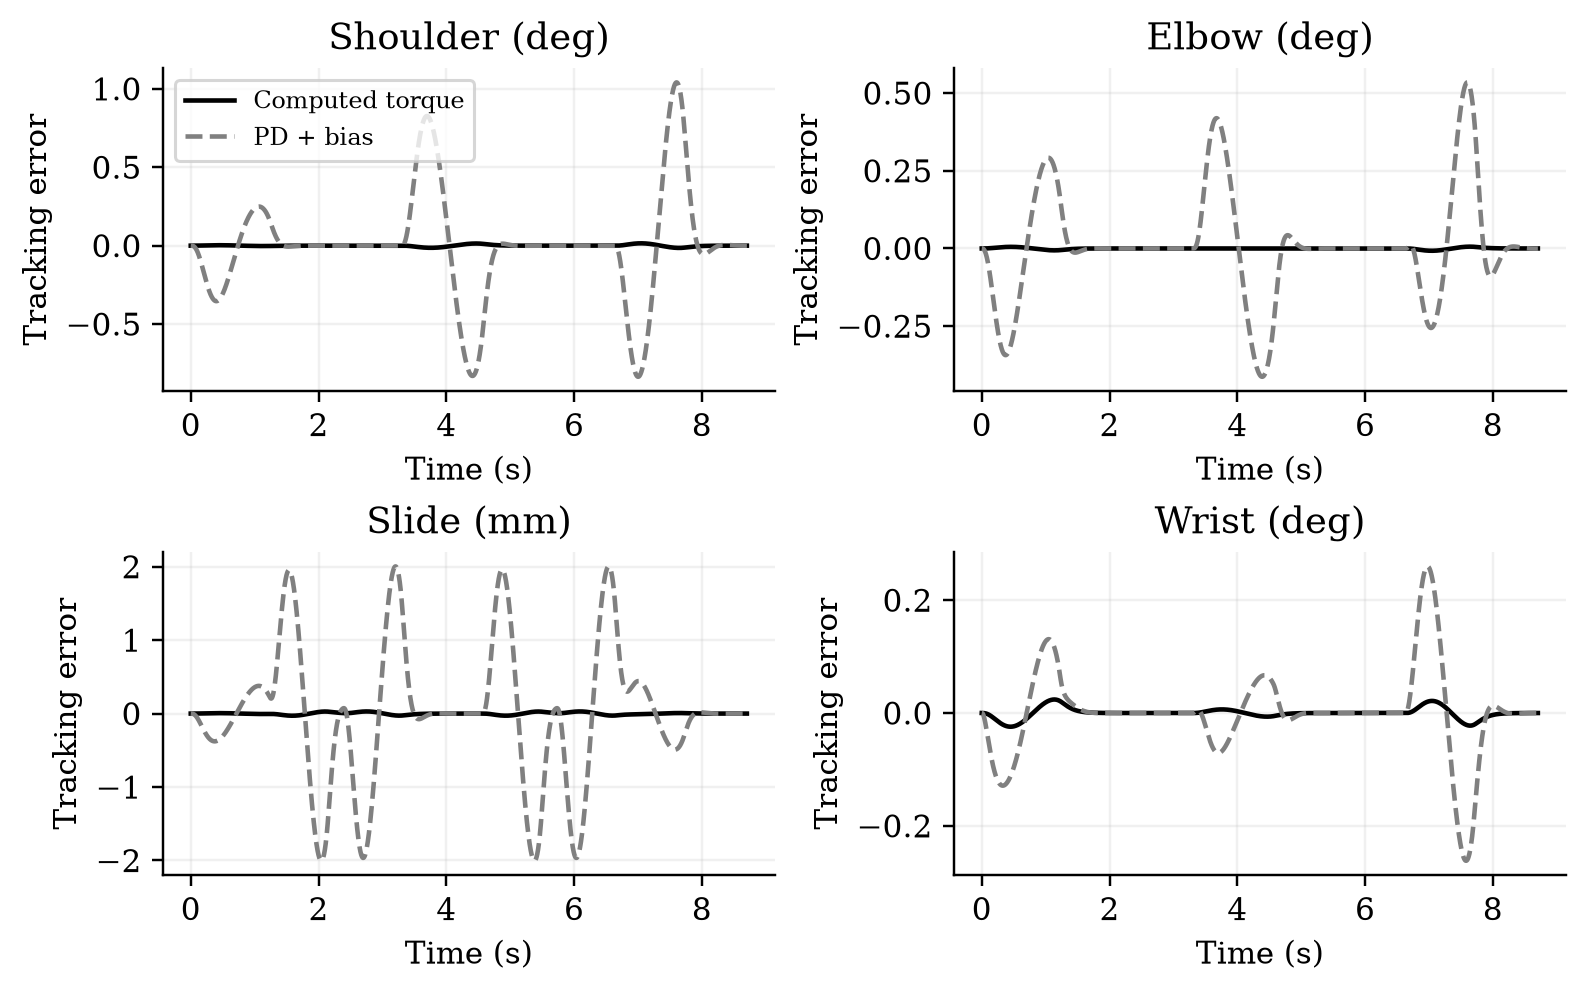 Shoulder (deg)
Tracking error
1.0
0.5
0.0
−0.5
Computed torque
PD + bias
0 2 4 6 8
Time (s)
Elbow (deg)
Tracking error
0.50
0.25
0.00
−0.25
0 2 4 6 8
Time (s)
Slide (mm)
Tracking error
2
1
0
−1
−2
0 2 4 6 8
Time (s)
Wrist (deg)
Tracking error
0.2
0.0
−0.2
0 2 4 6 8
Time (s)